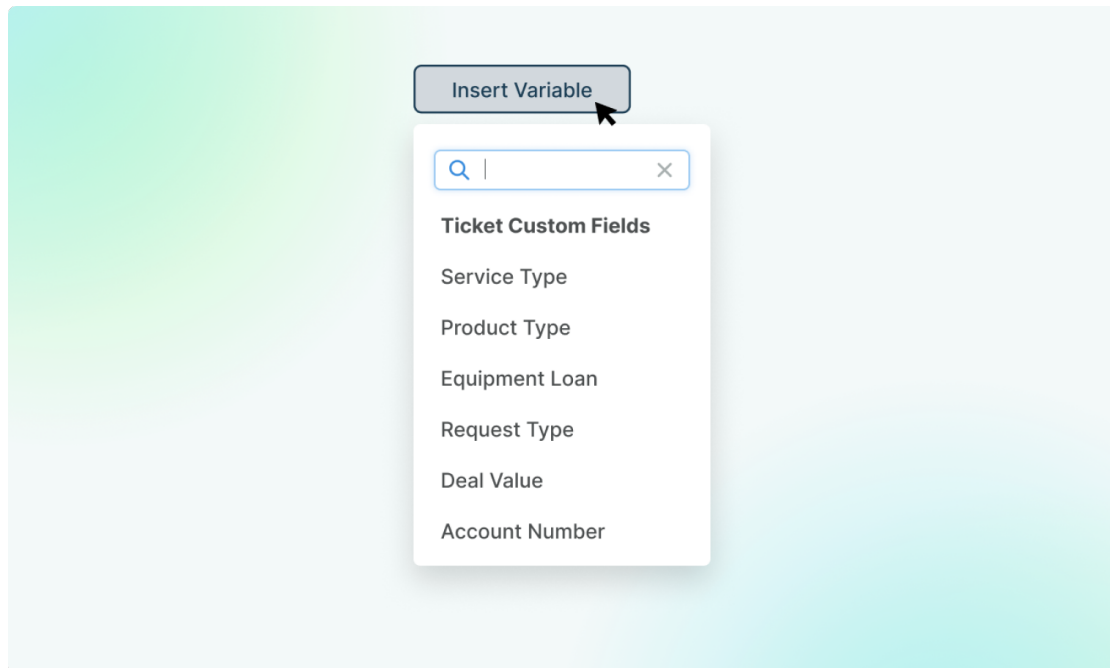 Insert Variable
Ticket Custom Fields
Service Type
Product Type
Equipment Loan
Request Type
Deal Value
Account Number